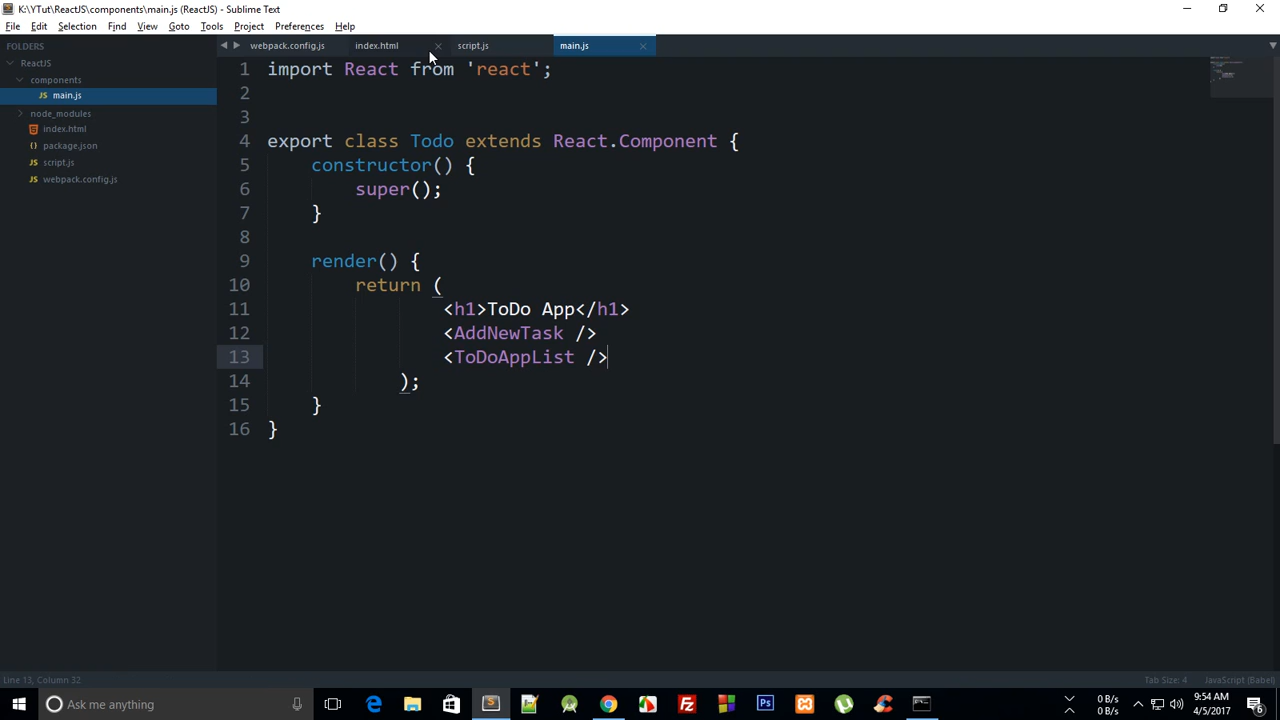 K:\YTut\ReactJS\components\main.js (ReactJS) - Sublime Text
File Edit Selection Find View Goto Tools Project Preferences Help
FOLDERS
ReactJS
components
main.js
node_modules
index.html
package.json
script.js
webpack.config.js
webpack.config.js index.html script.js main.js
1 import React from 'react';
2
3
4 export class Todo extends React.Component {
5 constructor() {
6 super();
7 }
8
9 render() {
10 return (
11 <h1>ToDo App</h1>
12 <AddNewTask />
13 <ToDoAppList />
14 );
15 }
16 }
Line 13, Column 32 Tab Size: 4 JavaScript (Babel)
Ask me anything
0 B/s
0 B/s
9:54 AM
4/5/2017
6